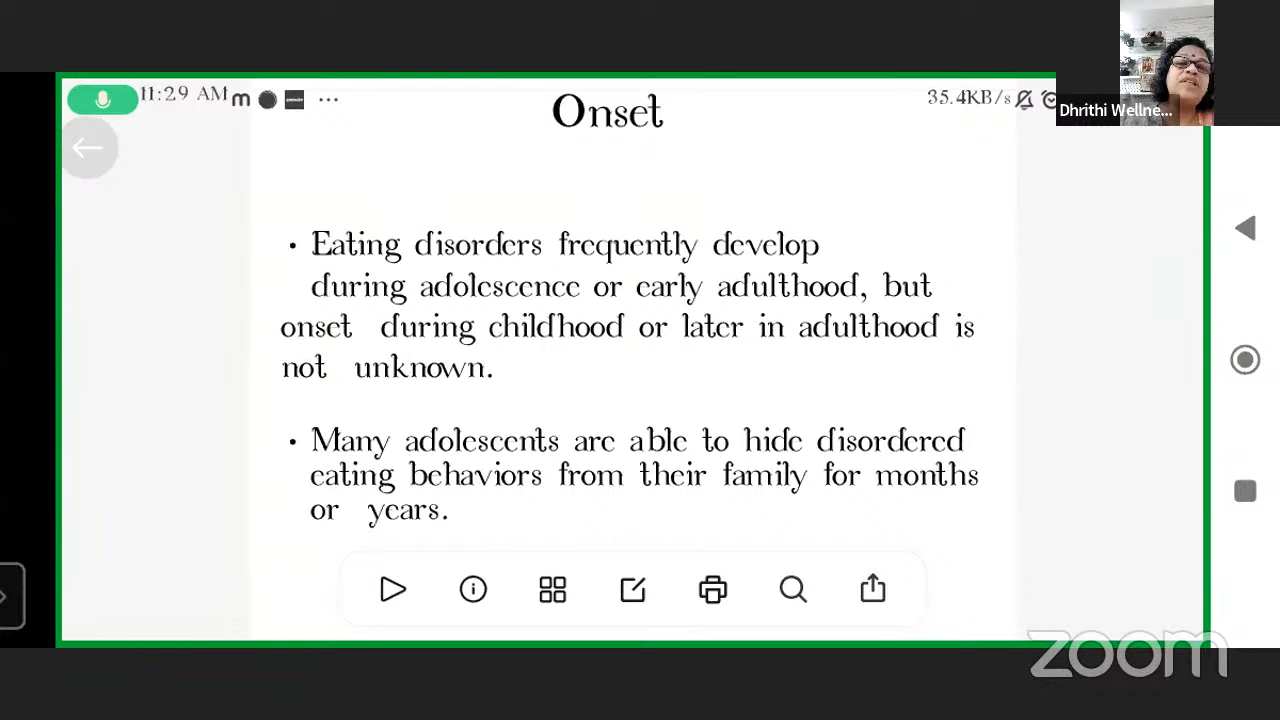 11:29 AM
35.4KB/s
Dhrithi Wellne...
Onset
• Eating disorders frequently develop
during adolescence or early adulthood, but
onset during childhood or later in adulthood is
not unknown.
• Many adolescents are able to hide disordered
eating behaviors from their family for months
or years.
zoom